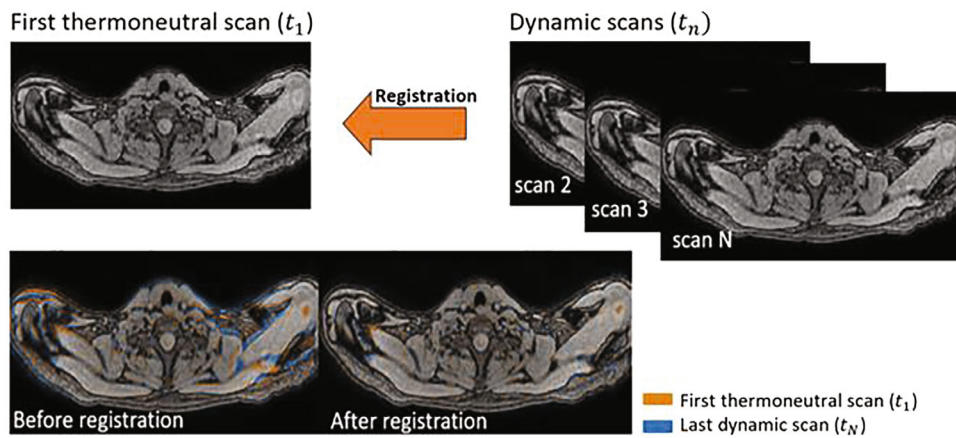 First thermoneutral scan (t₁)
Dynamic scans (tₙ)
Registration
scan 2
scan 3
scan N
Before registration
After registration
First thermoneutral scan (t₁)
Last dynamic scan (t_N)